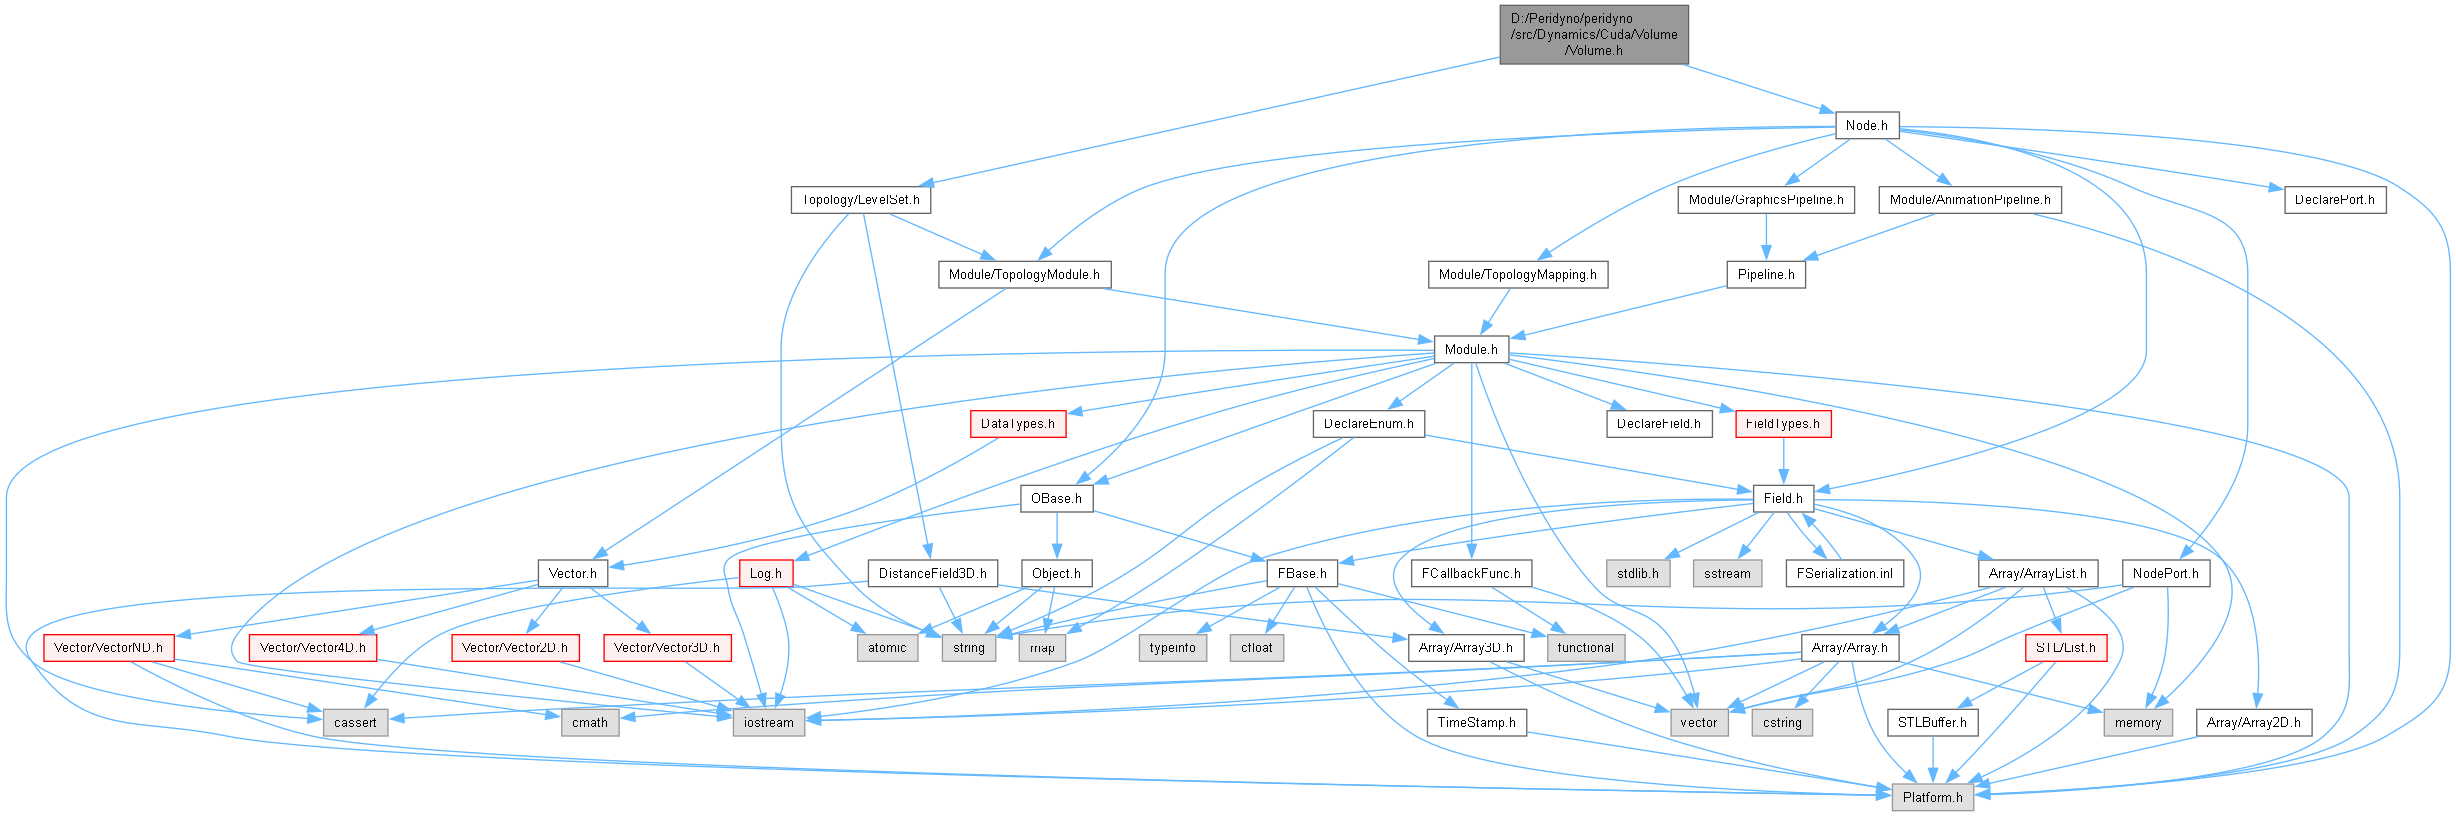 D:/Peridyno/peridyno
/src/Dynamics/Cuda/Volume
/Volume.h
Node.h
Topology/LevelSet.h
Module/GraphicsPipeline.h
Module/AnimationPipeline.h
DeclarePort.h
Module/TopologyModule.h
Module/TopologyMapping.h
Pipeline.h
Module.h
DataTypes.h
DeclareEnum.h
DeclareField.h
FieldTypes.h
OBase.h
Field.h
Vector.h
Log.h
DistanceField3D.h
Object.h
FBase.h
FCallbackFunc.h
stdlib.h
sstream
FSerialization.inl
Array/ArrayList.h
NodePort.h
Vector/VectorND.h
Vector/Vector4D.h
Vector/Vector2D.h
Vector/Vector3D.h
atomic
string
map
typeinfo
cfloat
Array/Array3D.h
functional
Array/Array.h
STL/List.h
cassert
cmath
iostream
TimeStamp.h
vector
cstring
STLBuffer.h
memory
Array/Array2D.h
Platform.h